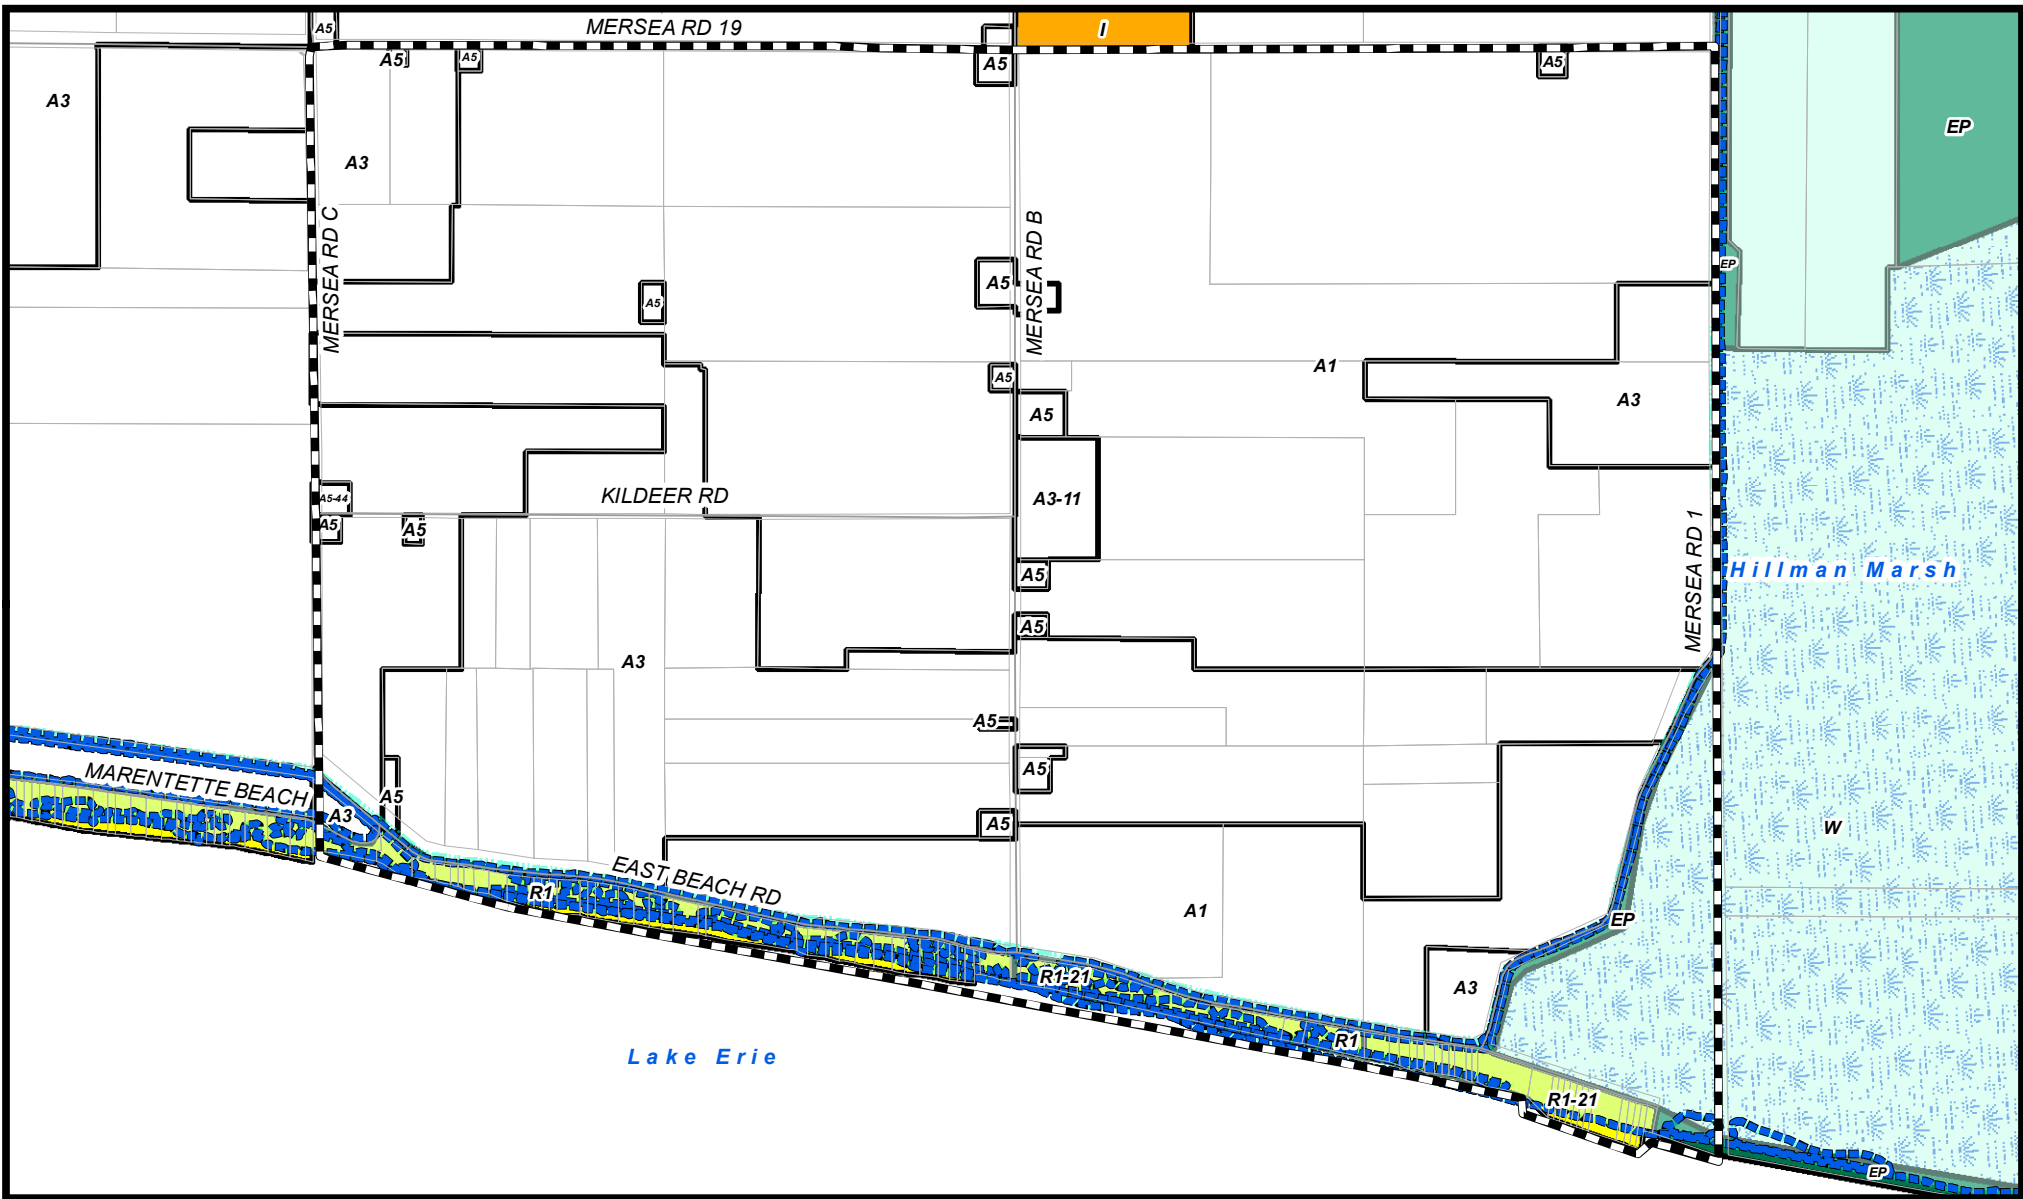 A5
MERSEA RD 19
I
A5
A5
A5
A5
A3
EP
A3
MERSEA RD C
MERSEA RD B
EP
A5
A5
A1
A5
A3
A5
A5-44
KILDEER RD
A3-11
A5
A5
MERSEA RD 1
Hillman Marsh
A5
A5
A3
A5
A5
MARENTETTE BEACH
A5
A3
A5
W
EAST BEACH RD
R1
A1
EP
R1-21
A3
R1
Lake Erie
R1-21
EP